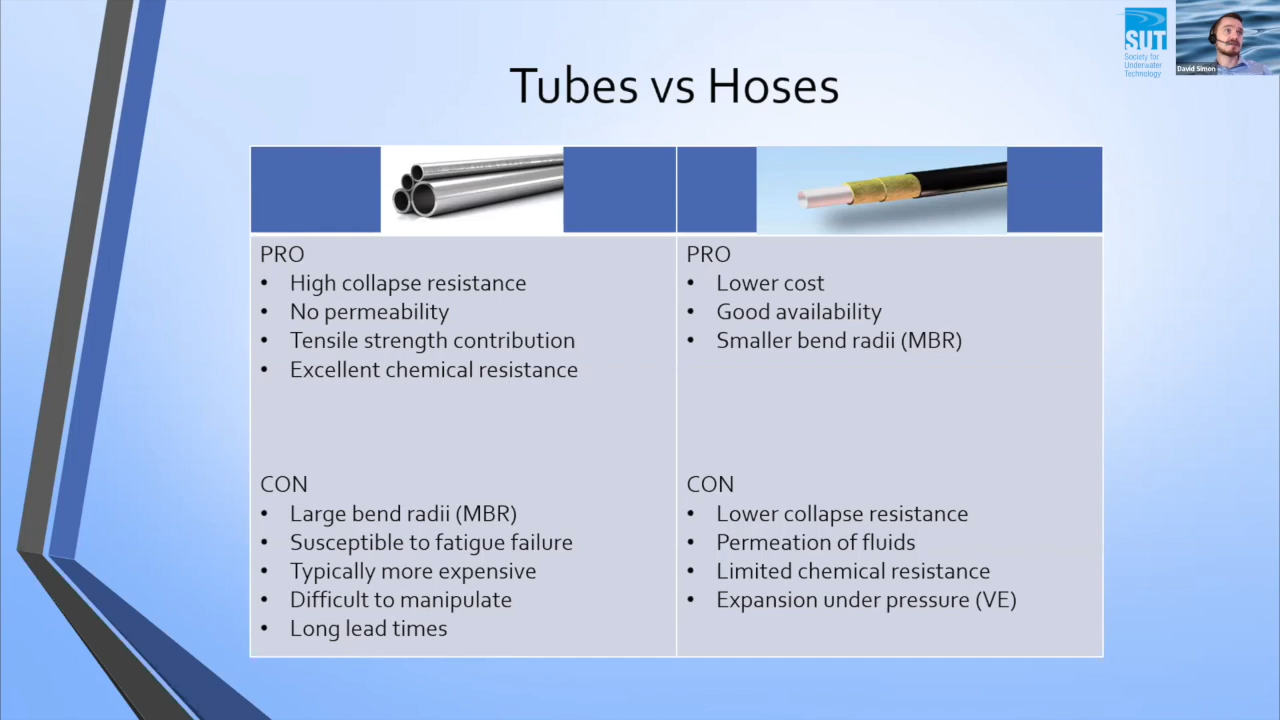 SUT
Society for
Underwater
Technology
David Simon
Tubes vs Hoses
PRO
• High collapse resistance
• No permeability
• Tensile strength contribution
• Excellent chemical resistance
CON
• Large bend radii (MBR)
• Susceptible to fatigue failure
• Typically more expensive
• Difficult to manipulate
• Long lead times
PRO
• Lower cost
• Good availability
• Smaller bend radii (MBR)
CON
• Lower collapse resistance
• Permeation of fluids
• Limited chemical resistance
• Expansion under pressure (VE)